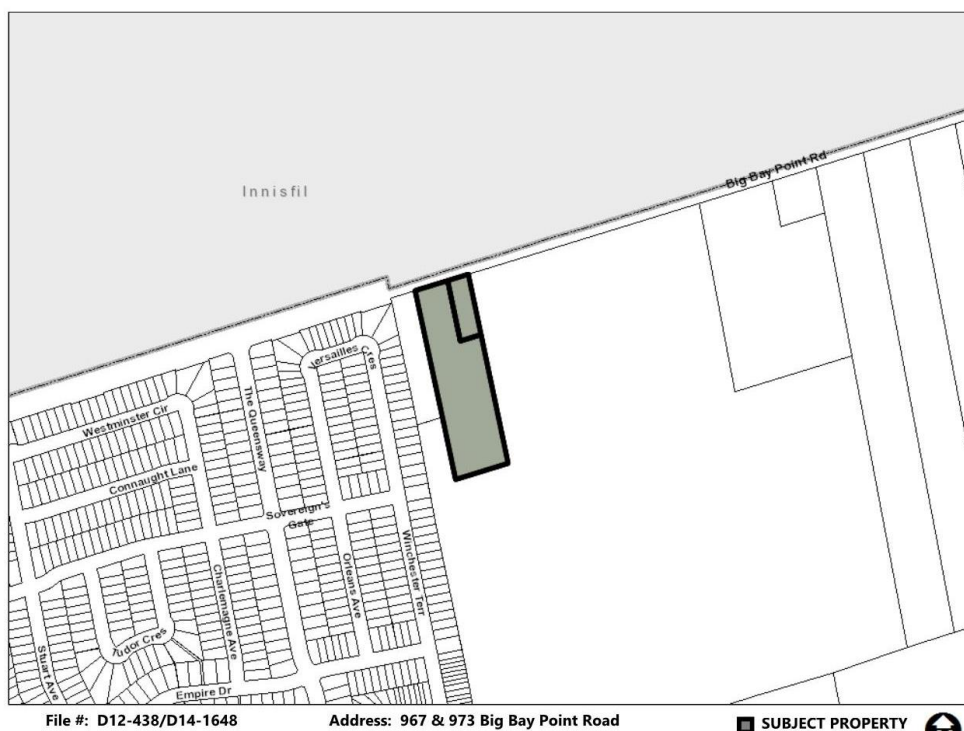 Innisfil
Big Bay Point Rd
Versailles Cres
Westminster Cir
The Queensway
Connaught Lane
Sovereign's
Gate
Winchester Terr
Orleans Ave
Charlemagne Ave
Tudor Cres
Stuart Ave
Empire Dr
File #: D12-438/D14-1648 Address: 967 & 973 Big Bay Point Road SUBJECT PROPERTY